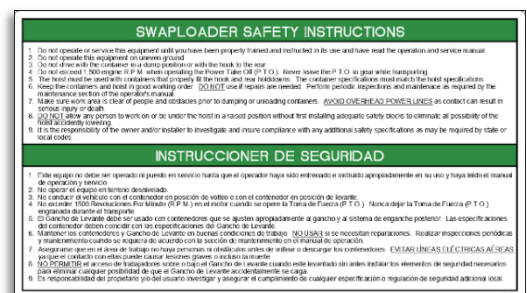 SWAPLOADER SAFETY INSTRUCTIONS
1. Do not operate or service this equipment until you have been properly trained and instructed in its use and have read the operation and service manual.
2. Do not operate this equipment on uneven ground
3. Do not drive with the container in a dump position or with the hook to the rear
4. Do not exceed 1,500 engine R.P.M. when operating the Power Take Off (P.T.O.). Never leave the P.T.O. in gear while transporting.
5. The hoist must be used with containers that properly fit the hook and rear holddowns. The container specifications must match the hoist specifications.
6. Keep the containers and hoist in good working order. DO NOT use if repairs are needed. Perform periodic inspections and maintenance as required by the
maintenance section of the operator's manual.
7. Make sure work area is clear of people and obstacles prior to dumping or unloading containers. AVOID OVERHEAD POWER LINES as contact can result in
serious injury or death.
8. DO NOT allow any person to work on or be under the hoist in a raised position without first installing adequate safety blocks to eliminate all possibility of the
hoist accidently lowering.
9. It is the responsibility of the owner and/or installer to investigate and insure compliance with any additional safety specifications as may be required by state or
local codes.
INSTRUCCIONER DE SEGURIDAD
1. Este equipo no debe ser operado ni puesto en servicio hasta que el operador haya sido entrenado e instruido apropiadamente en su uso y haya leído el manual
de operación y servicio
2. No operar el equipo en terreno desnivelado.
3. No conducir el vehículo con el contenedor en posición de volteo o con el contenedor en posición de levante.
4. No exceder 1500 Revoluciones Por Minuto (R.P.M.) en el motor cuando se opere la Toma de Fuerza (P.T.O.). Nunca dejar la Toma de Fuerza (P.T.O.)
engranada durante el transporte.
5. El Gancho de Levante debe ser usado con contenedores que se ajusten apropiadamente al gancho y al sistema de enganche posterior. Las especificaciones
del contenedor deben coincidir con las especificaciones del Gancho de Levante.
6. Mantener los contenedores y Gancho de Levante en buenas condiciones de trabajo. NO USAR si se necesitan reparaciones. Realizar inspecciones periódicas
y mantenimiento cuando se requiera de acuerdo con la sección de mantenimiento en el manual de operación.
7. Asegurarse que en el área de trabajo no haya personas ni obstáculos antes de voltear o descargar los contenedores. EVITAR LÍNEAS ELÉCTRICAS AÉREAS
ya que el contacto con ellas puede causar lesiones graves o incluso la muerte
8. NO PERMITIR el acceso de trabajadores sobre o bajo el Gancho de Levante cuando esté levantado sin antes instalar los elementos de seguridad necesarios
para eliminar cualquier posibilidad de que el Gancho de Levante accidentalmente se caiga.
9. Es responsabilidad del propietario y/o del usuario investigar y asegurar el cumplimiento de cualquier especificación o regulación de seguridad adicional local.